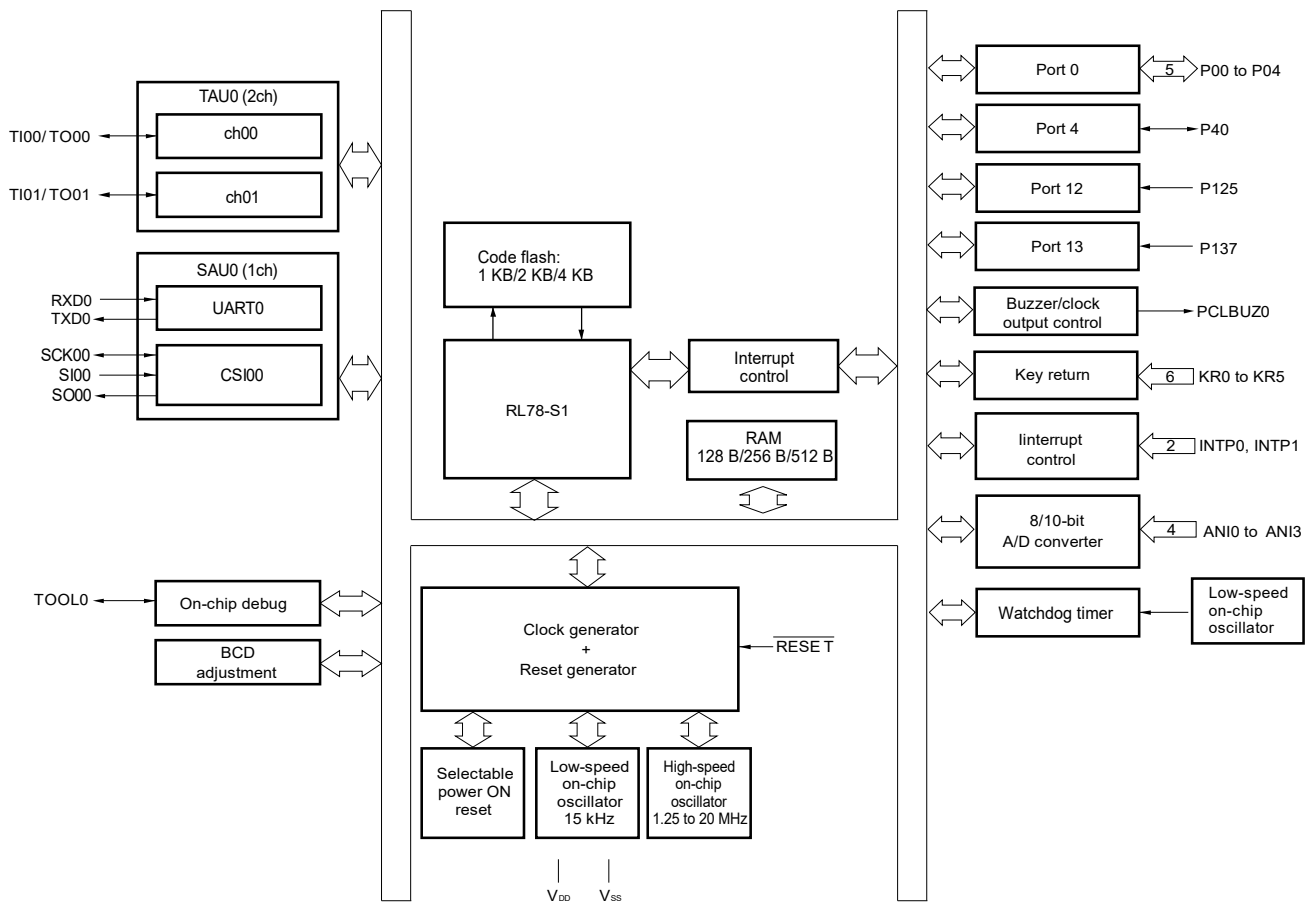 TAU0 (2ch)
TI00/ TO00
ch00
TI01/ TO01
ch01
SAU0 (1ch)
RXD0
TXD0
UART0
SCK00
SI00
SO00
CSI00
TOOL0
On-chip debug
BCD
adjustment
Code flash:
1 KB/2 KB/4 KB
RL78-S1
Interrupt
control
RAM
128 B/256 B/512 B
Clock generator
+
Reset generator
RESET
Selectable
power ON
reset
Low-speed
on-chip
oscillator
15 kHz
High-speed
on-chip
oscillator
1.25 to 20 MHz
VDD
VSS
Port 0
5
P00 to P04
Port 4
P40
Port 12
P125
Port 13
P137
Buzzer/clock
output control
PCLBUZ0
Key return
6
KR0 to KR5
Iinterrupt
control
2
INTP0, INTP1
8/10-bit
A/D converter
4
ANI0 to ANI3
Watchdog timer
Low-speed
on-chip
oscillator